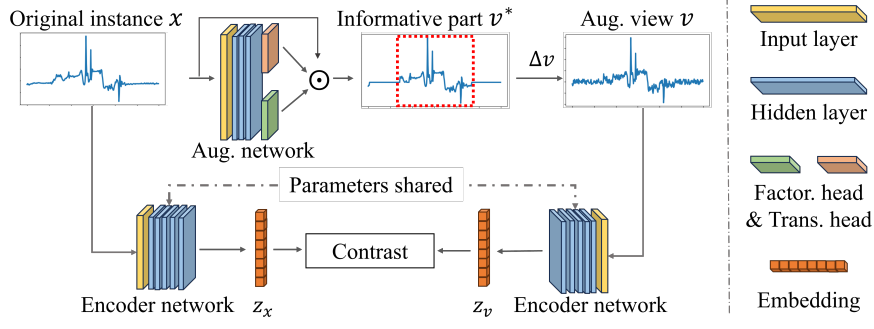 Original instance x
Informative part v*
Aug. view v
Δv
Aug. network
Parameters shared
Contrast
Encoder network
z_x
z_v
Encoder network
Input layer
Hidden layer
Factor. head
& Trans. head
Embedding